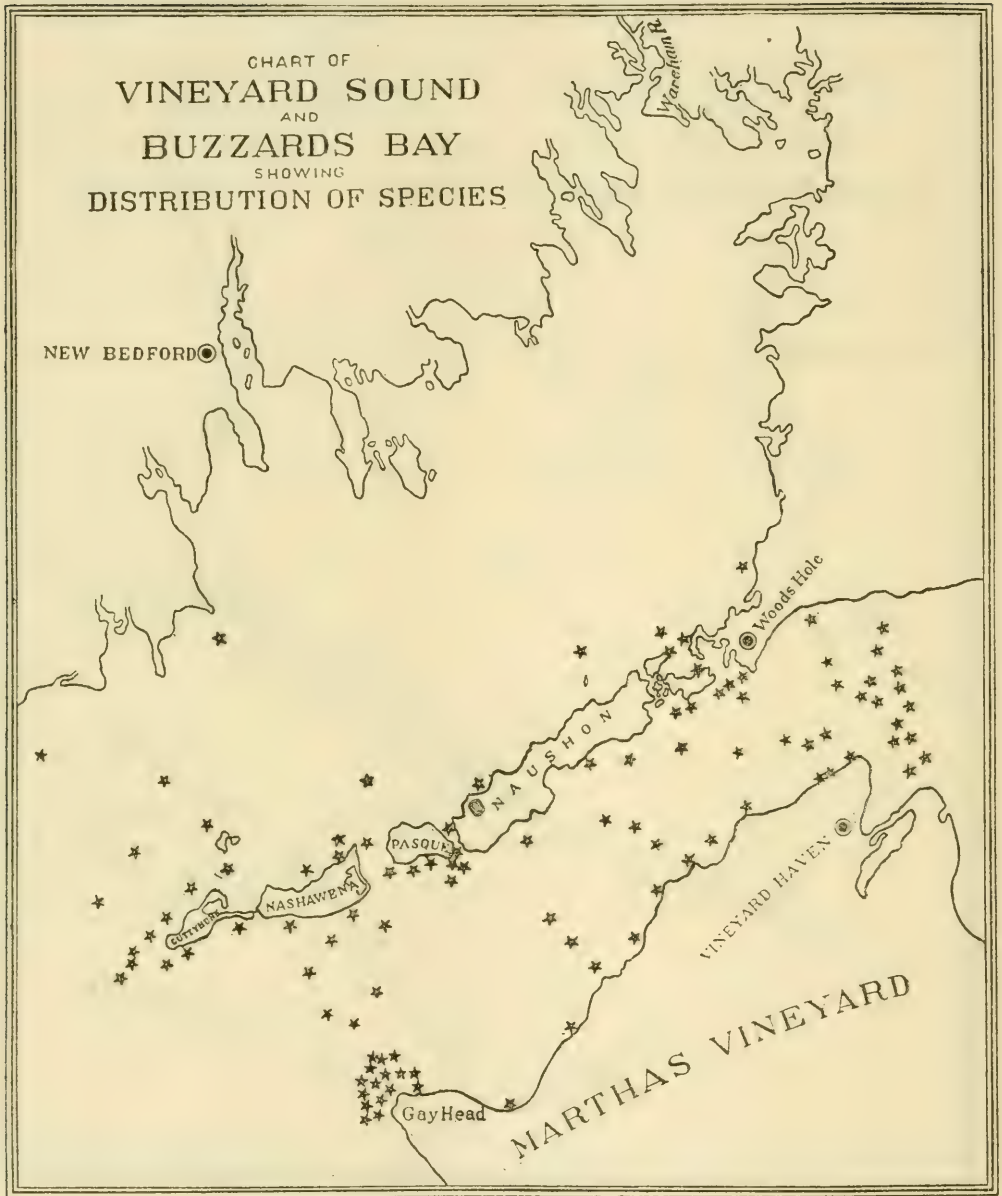 CHART OF
VINEYARD SOUND
AND
BUZZARDS BAY
SHOWING
DISTRIBUTION OF SPECIES
Wareham R.
NEW BEDFORD
Woods Hole
NAUSHON
PASQUE
NASHAWENA
CUTTYHUNK
VINEYARD HAVEN
MARTHAS VINEYARD
Gay Head